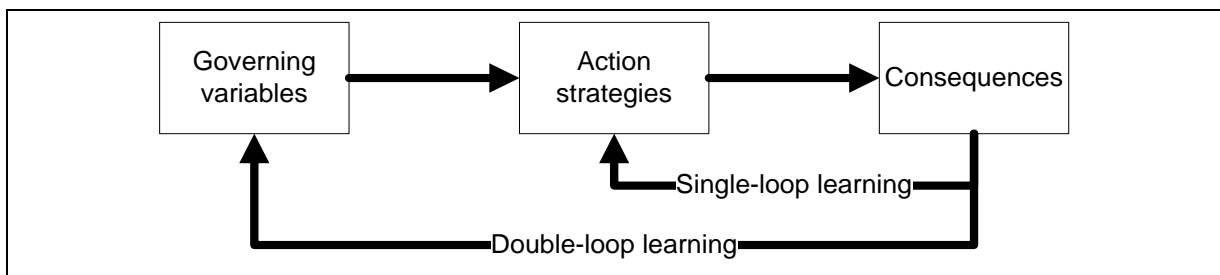 Governing
variables
Action
strategies
Consequences
Single-loop learning
Double-loop learning